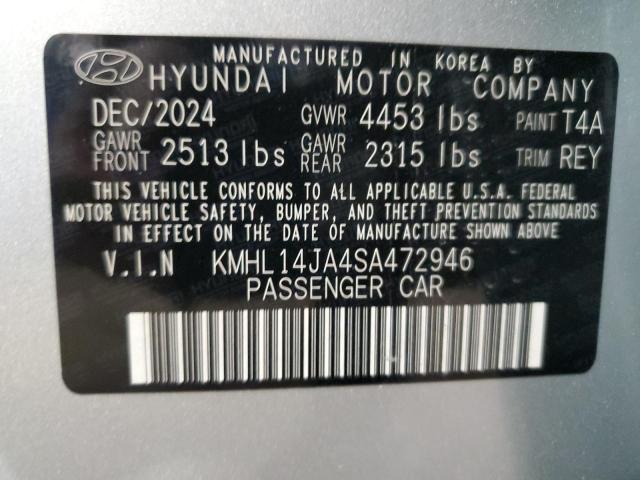 MANUFACTURED IN KOREA BY
HYUNDAI MOTOR COMPANY
DEC/2024 GVWR 4453 lbs PAINT T4A
GAWR FRONT 2513 lbs GAWR REAR 2315 lbs TRIM REY
THIS VEHICLE CONFORMS TO ALL APPLICABLE U.S.A. FEDERAL
MOTOR VEHICLE SAFETY, BUMPER, AND THEFT PREVENTION STANDARDS
IN EFFECT ON THE DATE OF MANUFACTURE SHOWN ABOVE.
V.I.N KMHL14JA4SA472946
PASSENGER CAR